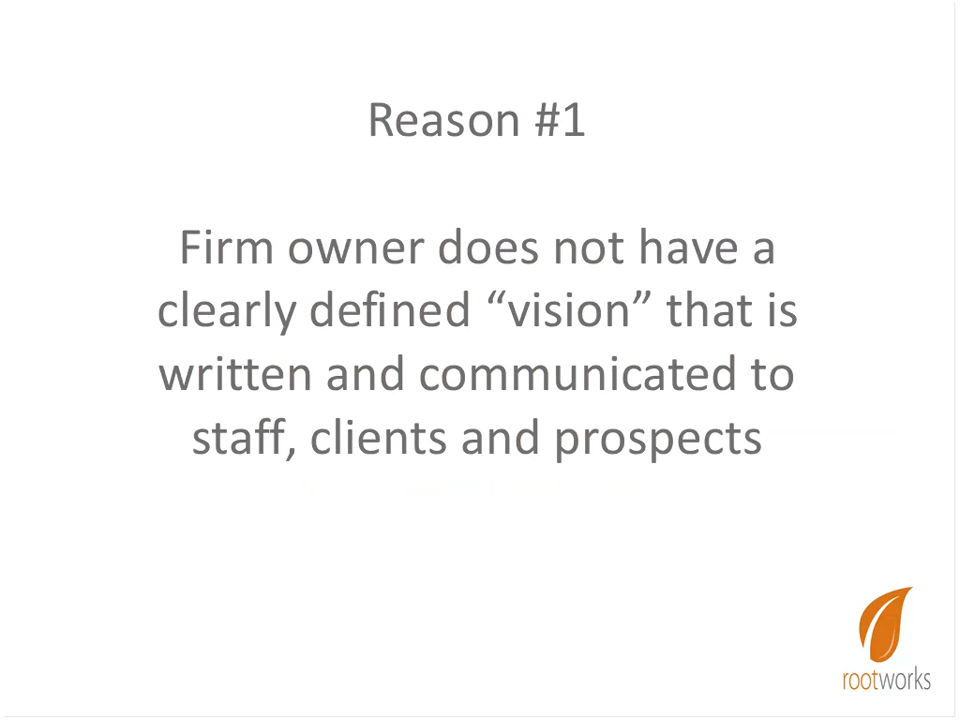 Reason #1
Firm owner does not have a
clearly defined “vision” that is
written and communicated to
staff, clients and prospects
rootworks